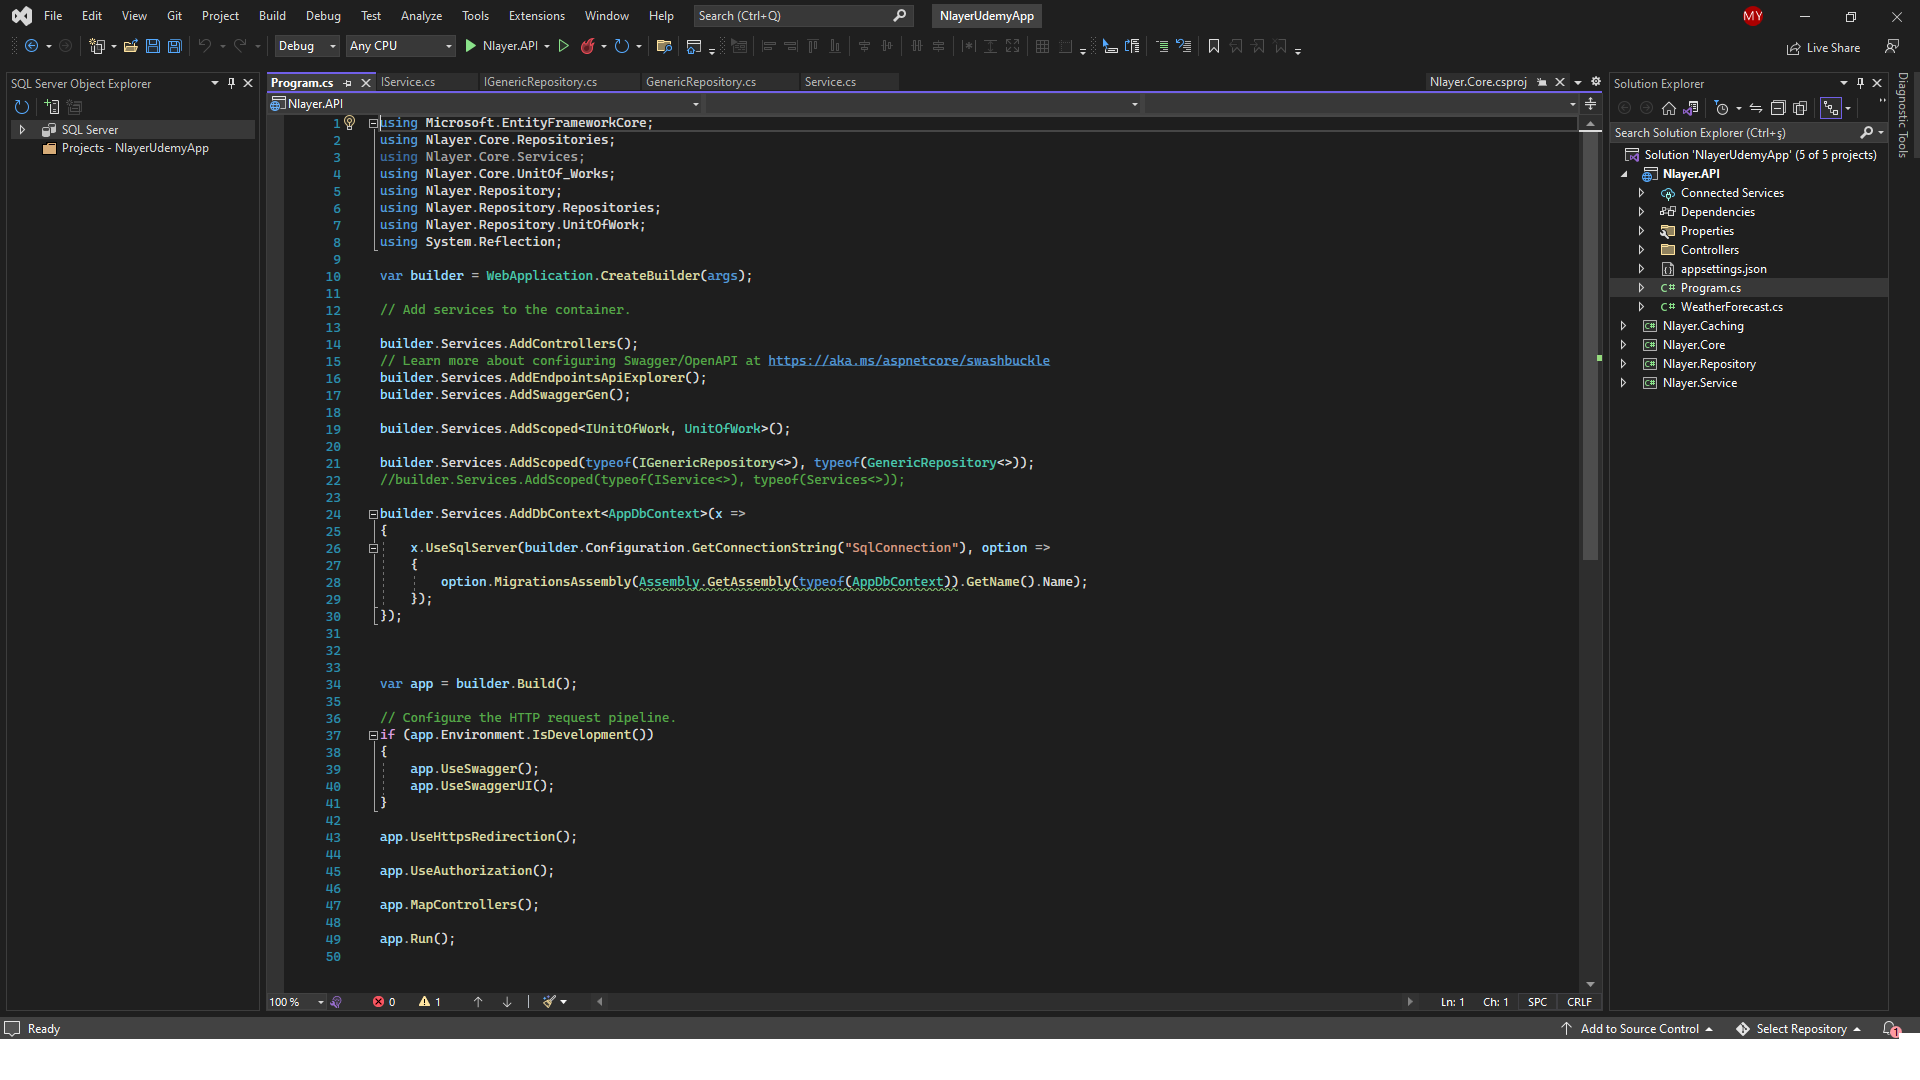 File Edit View Git Project Build Debug Test Analyze Tools Extensions Window Help Search (Ctrl+Q) NlayerUdemyApp MY
Debug Any CPU Nlayer.API Live Share
SQL Server Object Explorer
SQL Server
Projects - NlayerUdemyApp
Program.cs IService.cs IGenericRepository.cs GenericRepository.cs Service.cs Nlayer.Core.csproj
Nlayer.API
1 using Microsoft.EntityFrameworkCore;
2 using Nlayer.Core.Repositories;
3 using Nlayer.Core.Services;
4 using Nlayer.Core.UnitOf_Works;
5 using Nlayer.Repository;
6 using Nlayer.Repository.Repositories;
7 using Nlayer.Repository.UnitOfWork;
8 using System.Reflection;
9
10 var builder = WebApplication.CreateBuilder(args);
11
12 // Add services to the container.
13
14 builder.Services.AddControllers();
15 // Learn more about configuring Swagger/OpenAPI at https://aka.ms/aspnetcore/swashbuckle
16 builder.Services.AddEndpointsApiExplorer();
17 builder.Services.AddSwaggerGen();
18
19 builder.Services.AddScoped<IUnitOfWork, UnitOfWork>();
20
21 builder.Services.AddScoped(typeof(IGenericRepository<>), typeof(GenericRepository<>));
22 //builder.Services.AddScoped(typeof(IService<>), typeof(Services<>));
23
24 builder.Services.AddDbContext<AppDbContext>(x =>
25 {
26 x.UseSqlServer(builder.Configuration.GetConnectionString("SqlConnection"), option =>
27 {
28 option.MigrationsAssembly(Assembly.GetAssembly(typeof(AppDbContext)).GetName().Name);
29 });
30 });
31
32
33
34 var app = builder.Build();
35
36 // Configure the HTTP request pipeline.
37 if (app.Environment.IsDevelopment())
38 {
39 app.UseSwagger();
40 app.UseSwaggerUI();
41 }
42
43 app.UseHttpsRedirection();
44
45 app.UseAuthorization();
46
47 app.MapControllers();
48
49 app.Run();
50
100 % 0 1 Ln: 1 Ch: 1 SPC CRLF
Solution Explorer
Search Solution Explorer (Ctrl+ş)
Solution 'NlayerUdemyApp' (5 of 5 projects)
Nlayer.API
Connected Services
Dependencies
Properties
Controllers
appsettings.json
C# Program.cs
C# WeatherForecast.cs
C# Nlayer.Caching
C# Nlayer.Core
C# Nlayer.Repository
C# Nlayer.Service
Diagnostic Tools
Ready Add to Source Control Select Repository 1